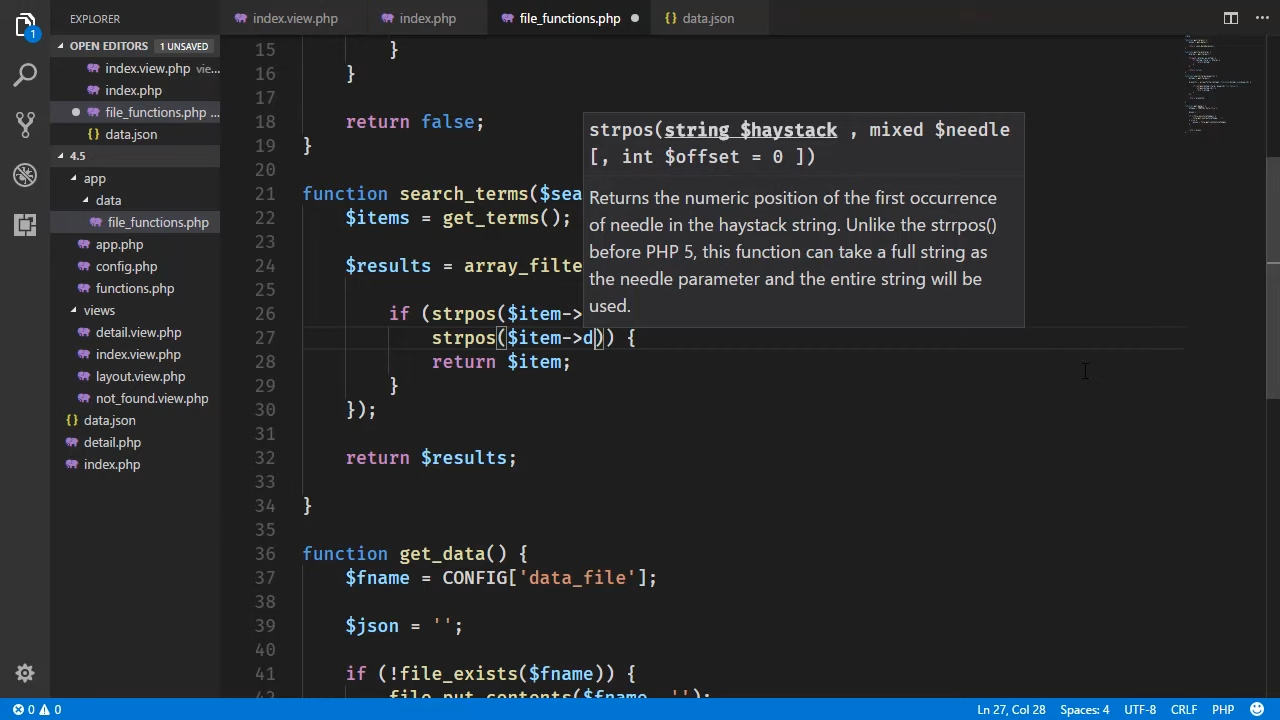 EXPLORER
index.view.php
index.php
file_functions.php
data.json
OPEN EDITORS 1 UNSAVED
index.view.php vie...
index.php
file_functions.php ...
data.json
4.5
app
data
file_functions.php
app.php
config.php
functions.php
views
detail.view.php
index.view.php
layout.view.php
not_found.view.php
data.json
detail.php
index.php
1
15 }
16 }
17
18 return false;
19 }
20
21 function search_terms($sea
22 $items = get_terms();
23
24 $results = array_filte
25
26 if (strpos($item->
27 strpos($item->d)) {
28 return $item;
29 }
30 });
31
32 return $results;
33
34 }
35
36 function get_data() {
37 $fname = CONFIG['data_file'];
38
39 $json = '';
40
41 if (!file_exists($fname)) {
42 file_put_contents($fname, '');
strpos(string $haystack , mixed $needle
[, int $offset = 0 ])
Returns the numeric position of the first occurrence
of needle in the haystack string. Unlike the strrpos()
before PHP 5, this function can take a full string as
the needle parameter and the entire string will be
used.
0 0
Ln 27, Col 28
Spaces: 4
UTF-8
CRLF
PHP